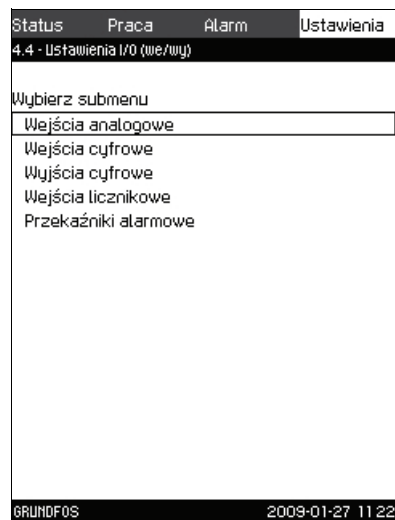 Status Praca Alarm Ustawienia
4.4 - Ustawienia I/O (we/wy)
Wybierz submenu
Wejścia analogowe
Wejścia cyfrowe
Wyjścia cyfrowe
Wejścia licznikowe
Przekaźniki alarmowe
GRUNDFOS 2009-01-27 11:22